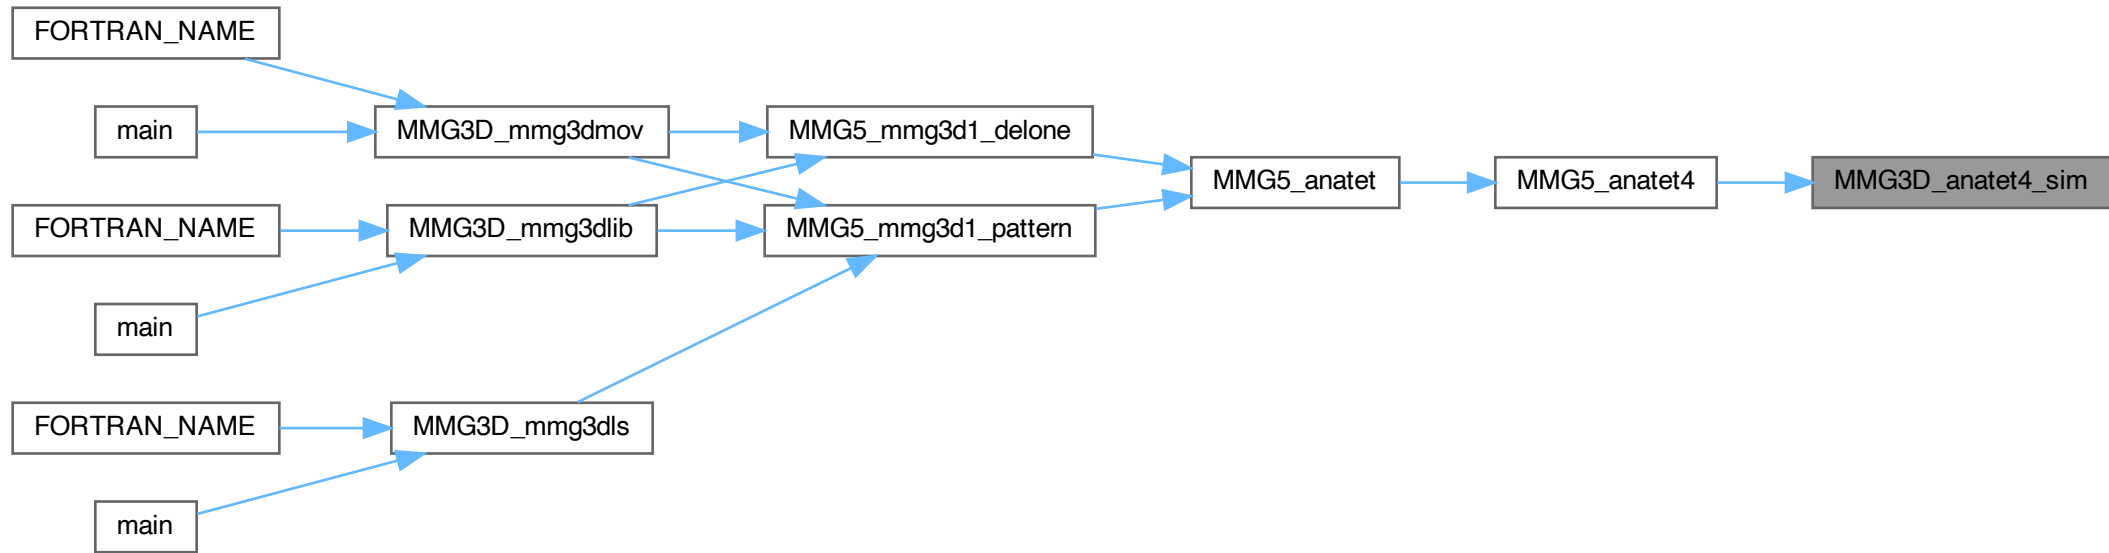 FORTRAN_NAME
main
MMG3D_mmg3dmov
MMG5_mmg3d1_delone
MMG5_anatet
MMG5_anatet4
MMG3D_anatet4_sim
FORTRAN_NAME
MMG3D_mmg3dlib
MMG5_mmg3d1_pattern
main
FORTRAN_NAME
MMG3D_mmg3dls
main